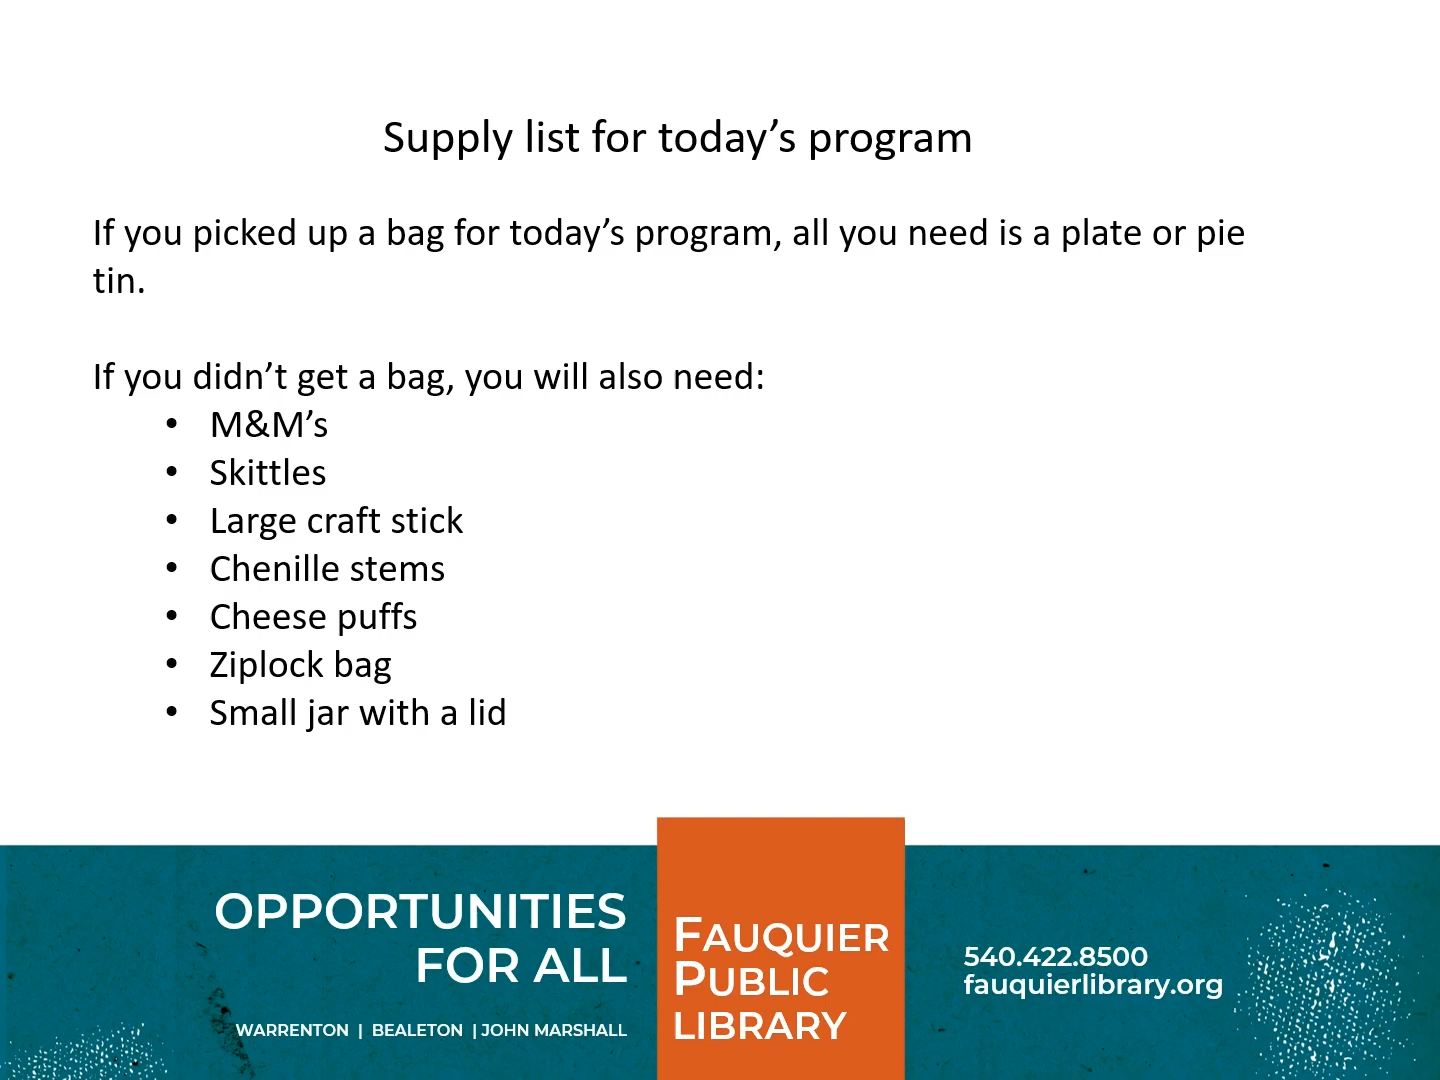 Supply list for today’s program
If you picked up a bag for today’s program, all you need is a plate or pie
tin.
If you didn’t get a bag, you will also need:
• M&M’s
• Skittles
• Large craft stick
• Chenille stems
• Cheese puffs
• Ziplock bag
• Small jar with a lid
OPPORTUNITIES
FOR ALL
WARRENTON | BEALETON | JOHN MARSHALL
FAUQUIER
PUBLIC
LIBRARY
540.422.8500
fauquierlibrary.org